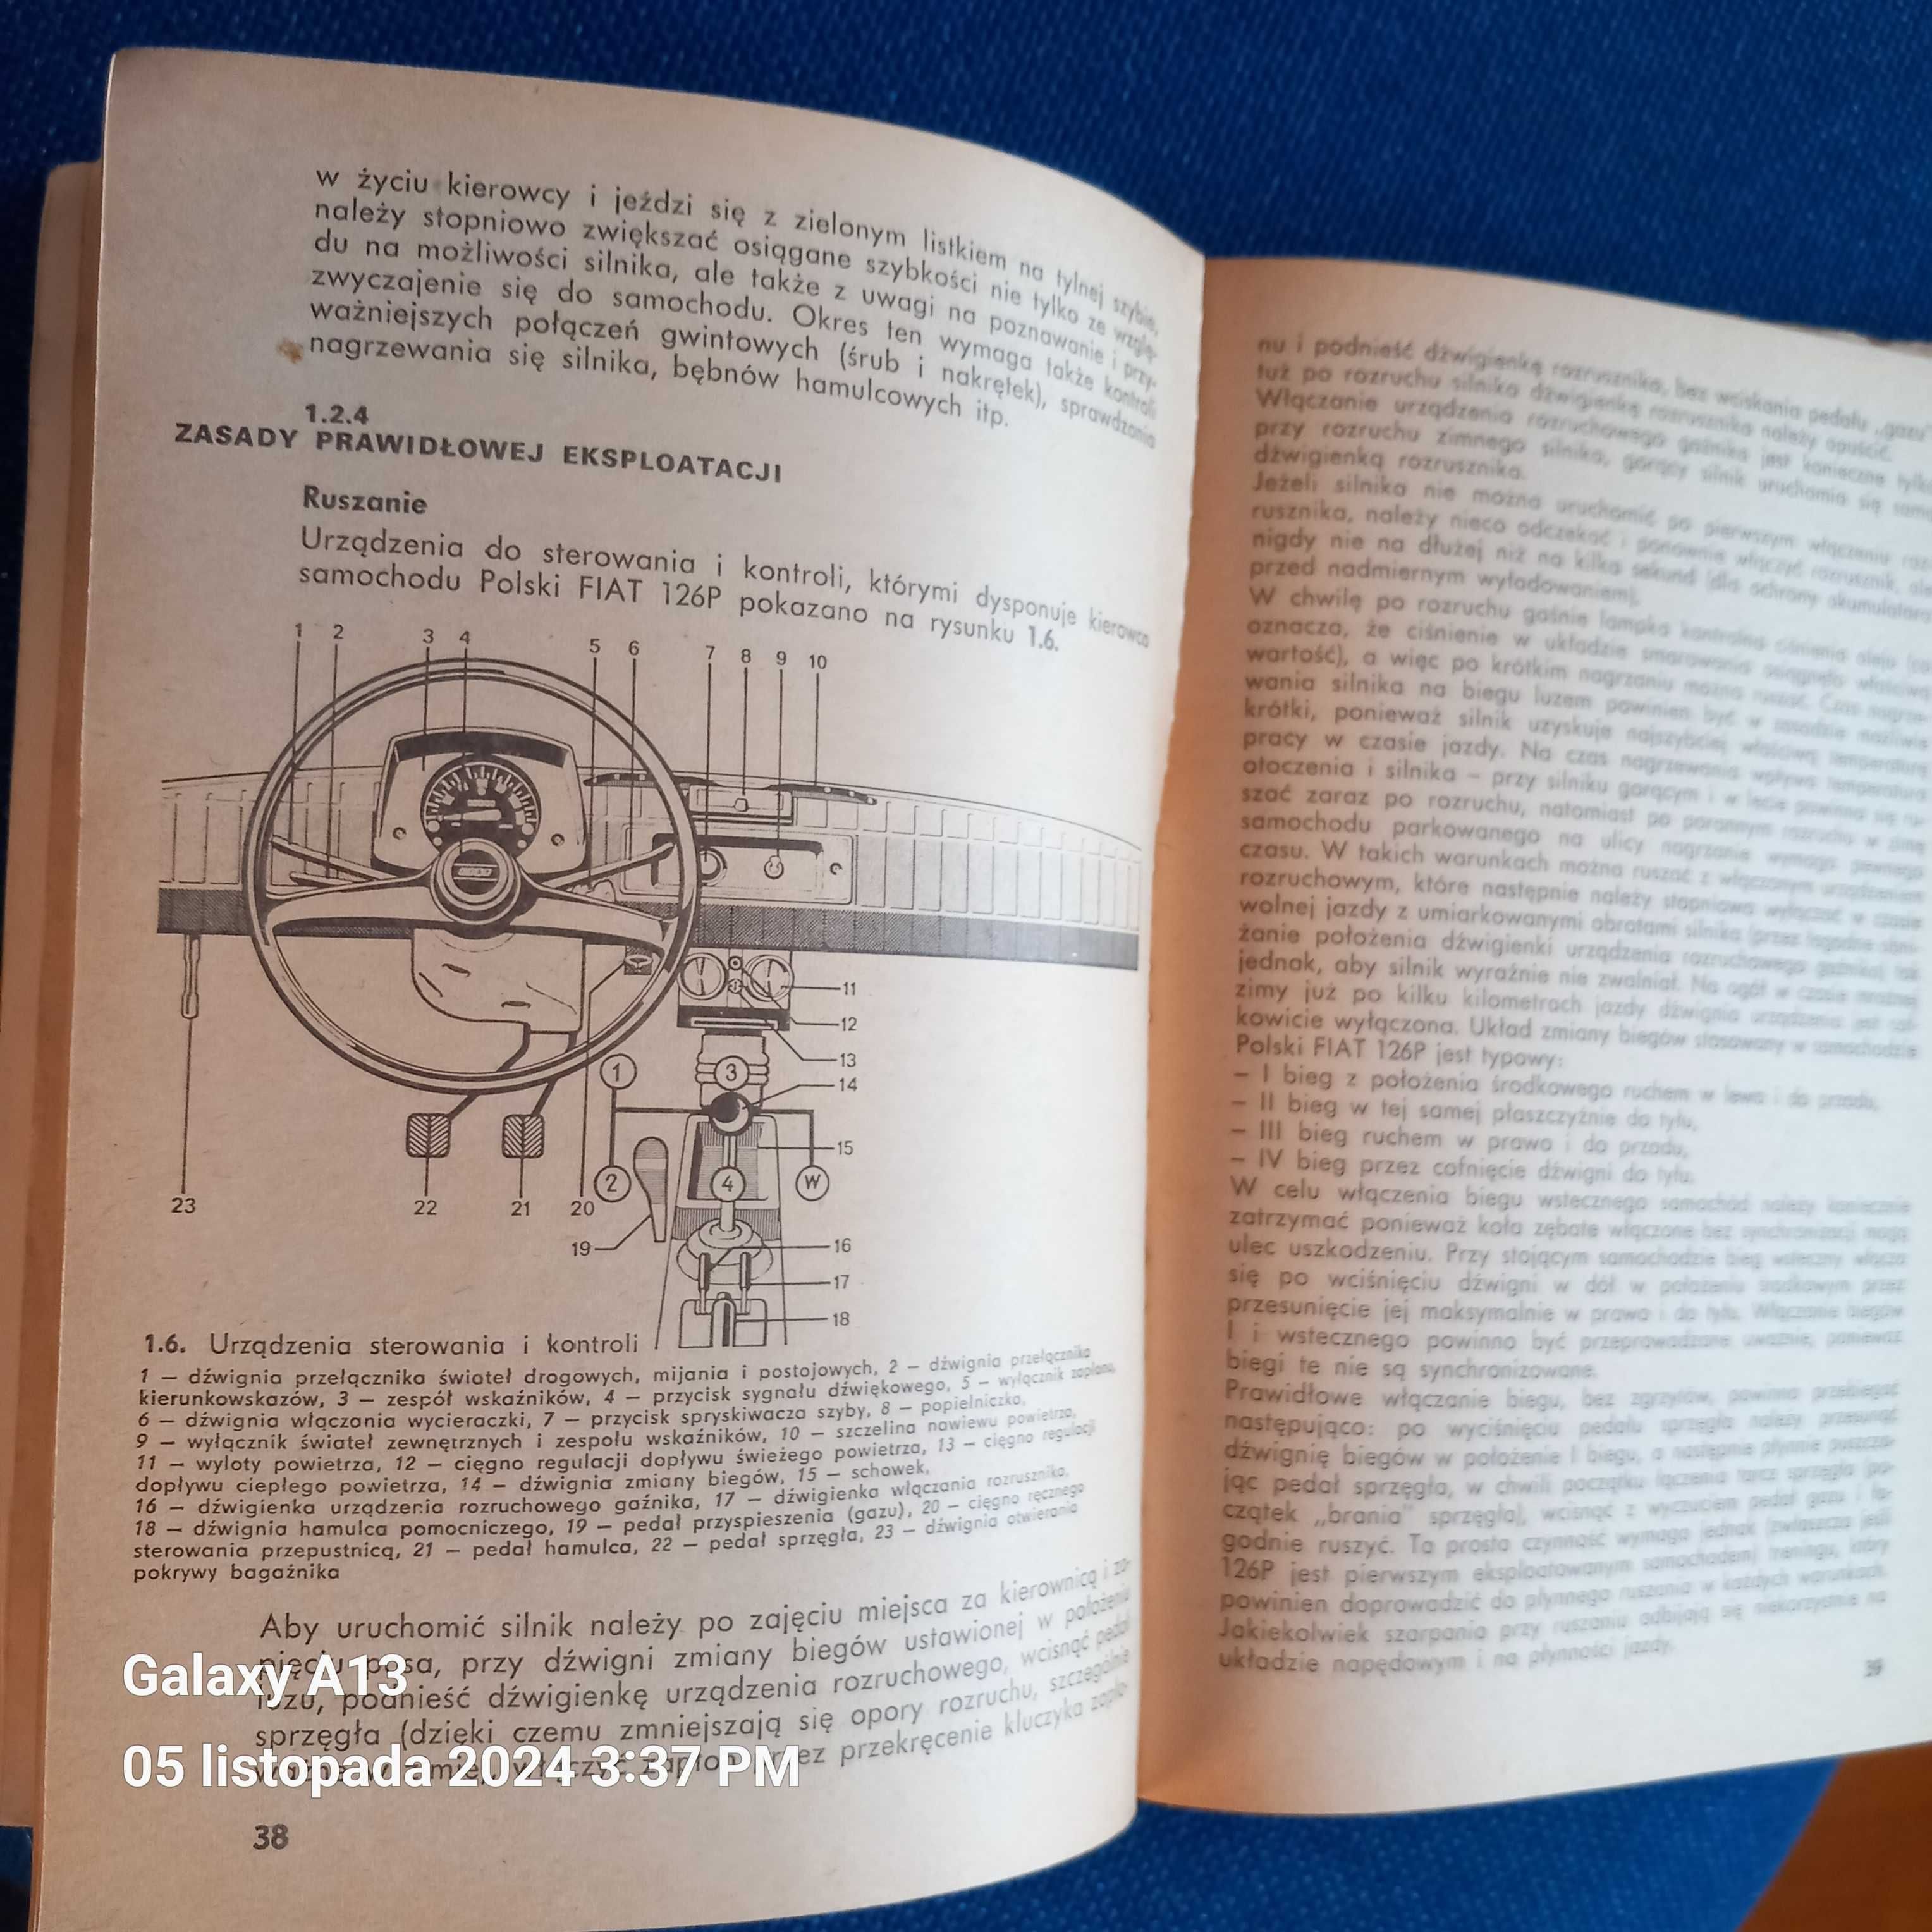 w życiu kierowcy i jeździ się z zielonym listkiem na tylnej szybie,
należy stopniowo zwiększać osiągane szybkości nie tylko ze wzglę-
du na możliwości silnika, ale także z uwagi na poznawanie i przy-
zwyczajenie się do samochodu. Okres ten wymaga także kontroli
ważniejszych połączeń gwintowych (śrub i nakrętek), sprawdzania
nagrzewania się silnika, bębnów hamulcowych itp.
1.2.4
ZASADY PRAWIDŁOWEJ EKSPLOATACJI
Ruszanie
Urządzenia do sterowania i kontroli, którymi dysponuje kierowca
samochodu Polski FIAT 126P pokazano na rysunku 1.6.
1 2 3 4 5 6 7 8 9 10
11
12
13
14
15
16
17
18
19
20
21
22
23
1
3
2
4
W
1.6. Urządzenia sterowania i kontroli
1 — dźwignia przełącznika świateł drogowych, mijania i postojowych, 2 — dźwignia przełącznika
kierunkowskazów, 3 — zespół wskaźników, 4 — przycisk sygnału dźwiękowego, 5 — wyłącznik zapłonu,
6 — dźwignia włączania wycieraczki, 7 — przycisk spryskiwacza szyby, 8 — popielniczka,
9 — wyłącznik świateł zewnętrznych i zespołu wskaźników, 10 — szczelina nawiewu powietrza,
11 — wyloty powietrza, 12 — cięgno regulacji dopływu świeżego powietrza, 13 — cięgno regulacji
dopływu ciepłego powietrza, 14 — dźwignia zmiany biegów, 15 — schowek,
16 — dźwigienka urządzenia rozruchowego gaźnika, 17 — dźwigienka włączania rozrusznika,
18 — dźwignia hamulca pomocniczego, 19 — pedał przyspieszenia (gazu), 20 — cięgno ręcznego
sterowania przepustnicą, 21 — pedał hamulca, 22 — pedał sprzęgła, 23 — dźwignia otwierania
pokrywy bagażnika
Aby uruchomić silnik należy po zajęciu miejsca za kierownicą i za-
pięciu pasa, przy dźwigni zmiany biegów ustawionej w położeniu
luzu, podnieść dźwigienkę urządzenia rozruchowego, wcisnąć pedał
sprzęgła (dzięki czemu zmniejszają się opory rozruchu, szczególnie
zapłon przez przekręcenie kluczyka zapło-
Galaxy A13
05 listopada 2024 3:37 PM
38
nu i podnieść dźwigienkę rozrusznika, bez wciskania pedału „gazu"
tuż po rozruchu silnika dźwigienkę rozrusznika należy opuścić.
Włączanie urządzenia rozruchowego gaźnika jest konieczne tylko
przy rozruchu zimnego silnika, gorący silnik uruchamia się samą
dźwigienką rozrusznika.
Jeżeli silnika nie można uruchomić po pierwszym włączeniu roz-
rusznika, należy nieco odczekać i ponownie włączyć rozrusznik, ale
nigdy nie na dłużej niż na kilka sekund (dla ochrony akumulatora
przed nadmiernym wyładowaniem).
W chwilę po rozruchu gaśnie lampka kontrolna ciśnienia oleju (co
oznacza, że ciśnienie w układzie smarowania osiągnęło właściwą
wartość), a więc po krótkim nagrzaniu można ruszać. Czas nagrze-
wania silnika na biegu luzem powinien być w zasadzie możliwie
krótki, ponieważ silnik uzyskuje najszybciej właściwą temperaturę
pracy w czasie jazdy. Na czas nagrzewania wpływa temperatura
otoczenia i silnika – przy silniku gorącym i w lecie powinno się ru-
szać zaraz po rozruchu, natomiast po porannym rozruchu w zimie
samochodu parkowanego na ulicy nagrzanie wymaga pewnego
czasu. W takich warunkach można ruszać z włączonym urządzeniem
rozruchowym, które następnie należy stopniowo wyłączać w czasie
wolnej jazdy z umiarkowanymi obrotami silnika (przez łagodne obni-
żanie położenia dźwigienki urządzenia rozruchowego gaźnika) tak
jednak, aby silnik wyraźnie nie zwalniał. Na ogół w czasie
zimy już po kilku kilometrach jazdy dźwignia urządzenia jest cał-
kowicie wyłączona. Układ zmiany biegów stosowany w samochodzie
Polski FIAT 126P jest typowy:
– I bieg z położenia środkowego ruchem w lewo i do przodu,
– II bieg w tej samej płaszczyźnie do tyłu,
– III bieg ruchem w prawo i do przodu,
– IV bieg przez cofnięcie dźwigni do tyłu.
W celu włączenia biegu wstecznego samochód należy koniecznie
zatrzymać ponieważ koła zębate włączone bez synchronizacji mogą
ulec uszkodzeniu. Przy stojącym samochodzie bieg wsteczny włącza
się po wciśnięciu dźwigni w dół w położeniu środkowym przez
przesunięcie jej maksymalnie w prawo i do tyłu. Włączanie biegów
I i wstecznego powinno być przeprowadzane uważnie, ponieważ
biegi te nie są synchronizowane.
Prawidłowe włączanie biegu, bez zgrzytów, powinno przebiegać
następująco: po wyciśnięciu pedału sprzęgła należy przesunąć
dźwignię biegów w położenie I biegu, a następnie płynnie puszcza-
jąc pedał sprzęgła, w chwili początku łączenia tarcz sprzęgła (po-
czątek „brania" sprzęgła), wcisnąć z wyczuciem pedał gazu i ła-
godnie ruszyć. Ta prosta czynność wymaga jednak (zwłaszcza jeśli
126P jest pierwszym eksploatowanym samochodem) treningu, który
powinien doprowadzić do płynnego ruszania w każdych warunkach.
Jakiekolwiek szarpania przy ruszaniu odbijają się niekorzystnie na
układzie napędowym i na płynności jazdy.
39